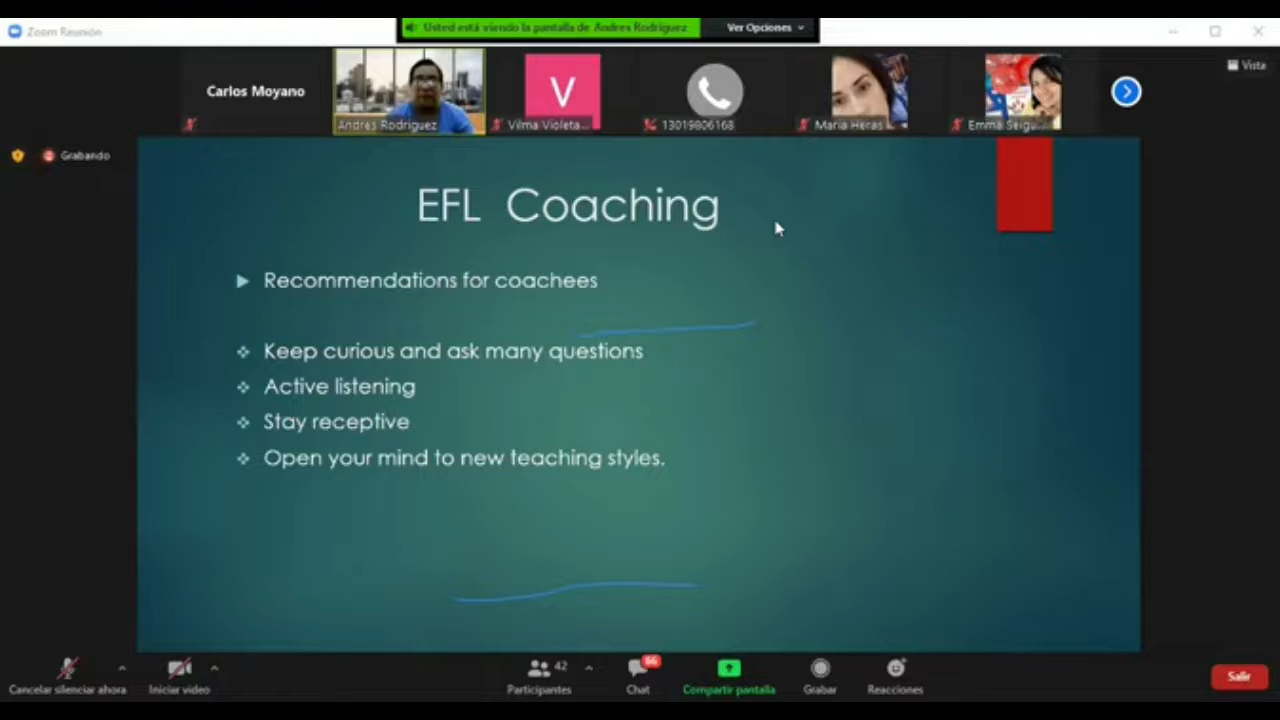 Zoom Reunión
Usted está viendo la pantalla de Andres Rodriguez
Ver Opciones
Vista
Carlos Moyano
Andres Rodriguez
V
Vilma Violeta...
13019806168
Maria Heras
Emma Seigu...
Grabando
EFL Coaching
Recommendations for coachees
Keep curious and ask many questions
Active listening
Stay receptive
Open your mind to new teaching styles.
Cancelar silenciar ahora
Iniciar video
42
Participantes
66
Chat
Compartir pantalla
Grabar
Reacciones
Salir